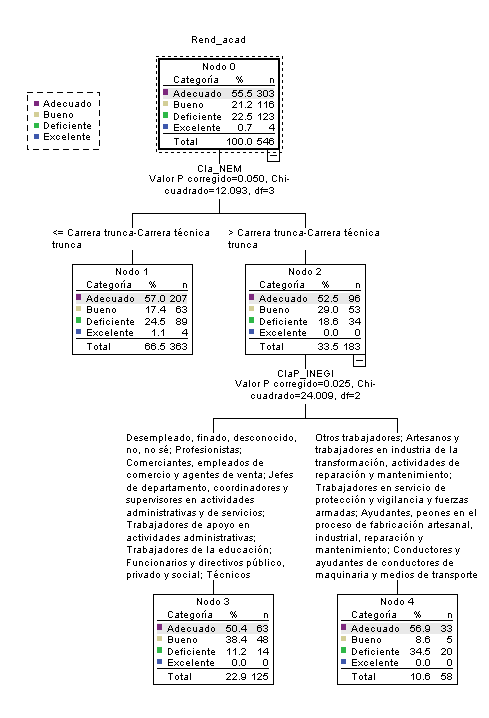 Rend_acad
Adecuado
Bueno
Deficiente
Excelente
Nodo 0
Categoría % n
Adecuado 55.5 303
Bueno 21.2 116
Deficiente 22.5 123
Excelente 0.7 4
Total 100.0 546
Cla_NEM
Valor P corregido=0.050, Chi-
cuadrado=12.093, df=3
<= Carrera trunca-Carrera técnica
trunca
> Carrera trunca-Carrera técnica
trunca
Nodo 1
Categoría % n
Adecuado 57.0 207
Bueno 17.4 63
Deficiente 24.5 89
Excelente 1.1 4
Total 66.5 363
Nodo 2
Categoría % n
Adecuado 52.5 96
Bueno 29.0 53
Deficiente 18.6 34
Excelente 0.0 0
Total 33.5 183
ClaP_INEGI
Valor P corregido=0.025, Chi-
cuadrado=24.009, df=2
Desempleado, finado, desconocido,
no, no sé; Profesionistas;
Comerciantes, empleados de
comercio y agentes de venta; Jefes
de departamento, coordinadores y
supervisores en actividades
administrativas y de servicios;
Trabajadores de apoyo en
actividades administrativas;
Trabajadores de la educación;
Funcionarios y directivos público,
privado y social; Técnicos
Otros trabajadores; Artesanos y
trabajadores en industria de la
transformación, actividades de
reparación y mantenimiento;
Trabajadores en servicio de
protección y vigilancia y fuerzas
armadas; Ayudantes, peones en el
proceso de fabricación artesanal,
industrial, reparación y
mantenimiento; Conductores y
ayudantes de conductores de
maquinaria y medios de transporte
Nodo 3
Categoría % n
Adecuado 50.4 63
Bueno 38.4 48
Deficiente 11.2 14
Excelente 0.0 0
Total 22.9 125
Nodo 4
Categoría % n
Adecuado 56.9 33
Bueno 8.6 5
Deficiente 34.5 20
Excelente 0.0 0
Total 10.6 58